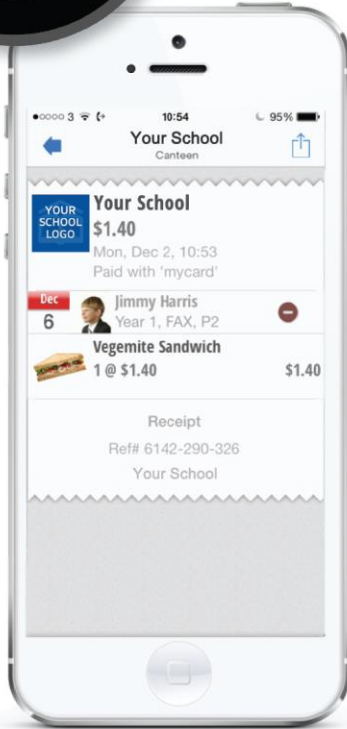 3 10:54 95%
Your School
Canteen
YOUR
SCHOOL
LOGO
Your School
$1.40
Mon, Dec 2, 10:53
Paid with 'mycard'
Dec
6
Jimmy Harris
Year 1, FAX, P2
Vegemite Sandwich
1 @ $1.40 $1.40
Receipt
Ref# 6142-290-326
Your School